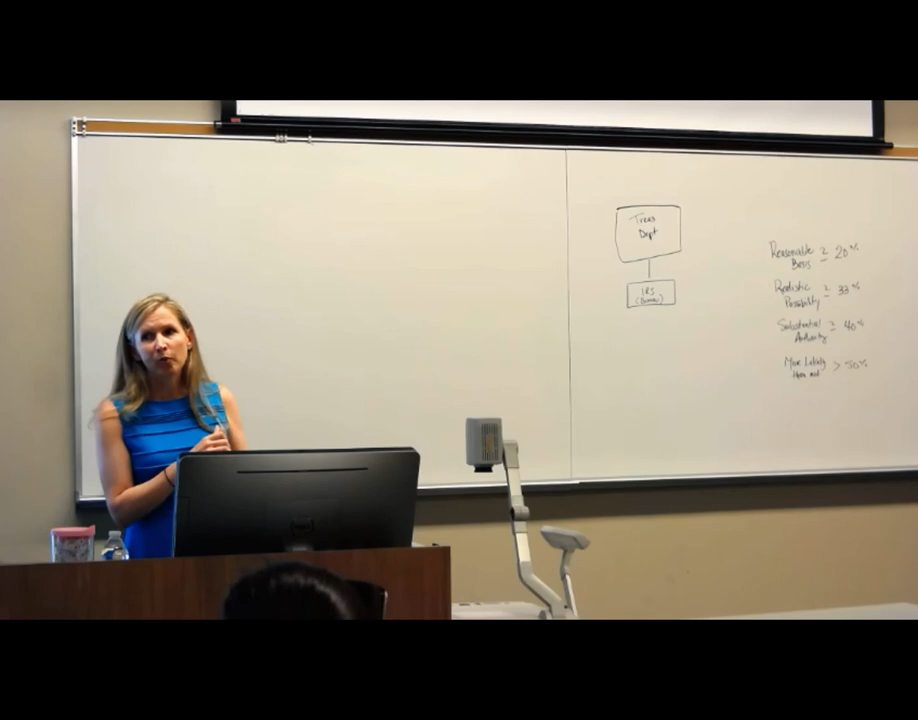 Treas
Dept
IRS
(Bureau)
Reasonable ≥ 20%
Basis
Realistic ≥ 33%
Possibility
Substantial ≥ 40%
Authority
More Likely > 50%
than not